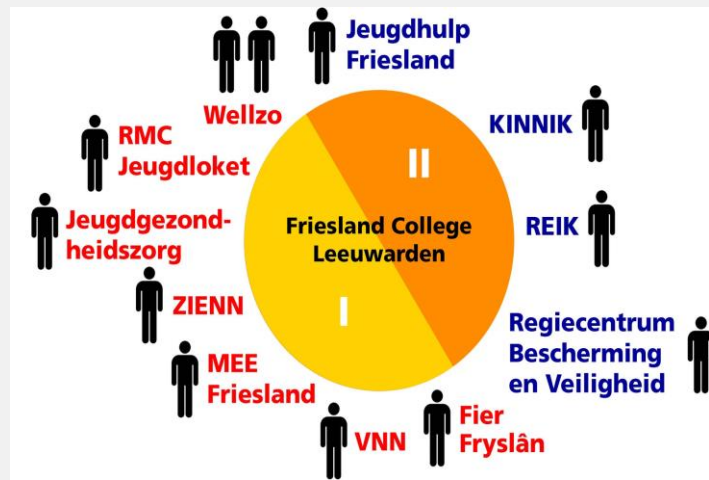 Jeugdhulp
Friesland
Wellzo
KINNIK
RMC
Jeugdloket
II
Jeugdgezond-
heidszorg
Friesland College
Leeuwarden
REIK
ZIENN
I
Regiecentrum
Bescherming
en Veiligheid
MEE
Friesland
VNN
Fier
Fryslân